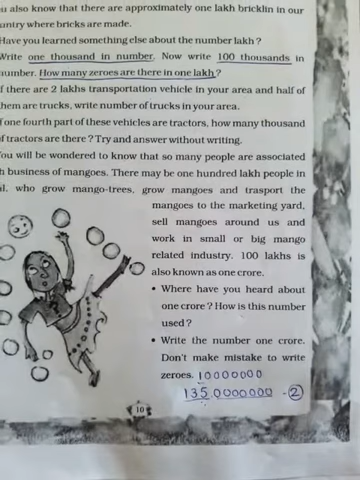 u also know that there are approximately one lakh bricklin in our
untry where bricks are made.
Have you learned something else about the number lakh ?
Write one thousand in number. Now write 100 thousands in
number. How many zeroes are there in one lakh ?
f there are 2 lakhs transportation vehicle in your area and half of
them are trucks, write number of trucks in your area.
f one fourth part of these vehicles are tractors, how many thousand
f tractors are there ? Try and answer without writing.
You will be wondered to know that so many people are associated
h business of mangoes. There may be one hundred lakh people in
l, who grow mango-trees, grow mangoes and trasport the
mangoes to the marketing yard,
sell mangoes around us and
work in small or big mango
related industry. 100 lakhs is
also known as one crore.
• Where have you heard about
one crore ? How is this number
used ?
• Write the number one crore.
Don't make mistake to write
zeroes. 10000000
135.0000000 - 2
10